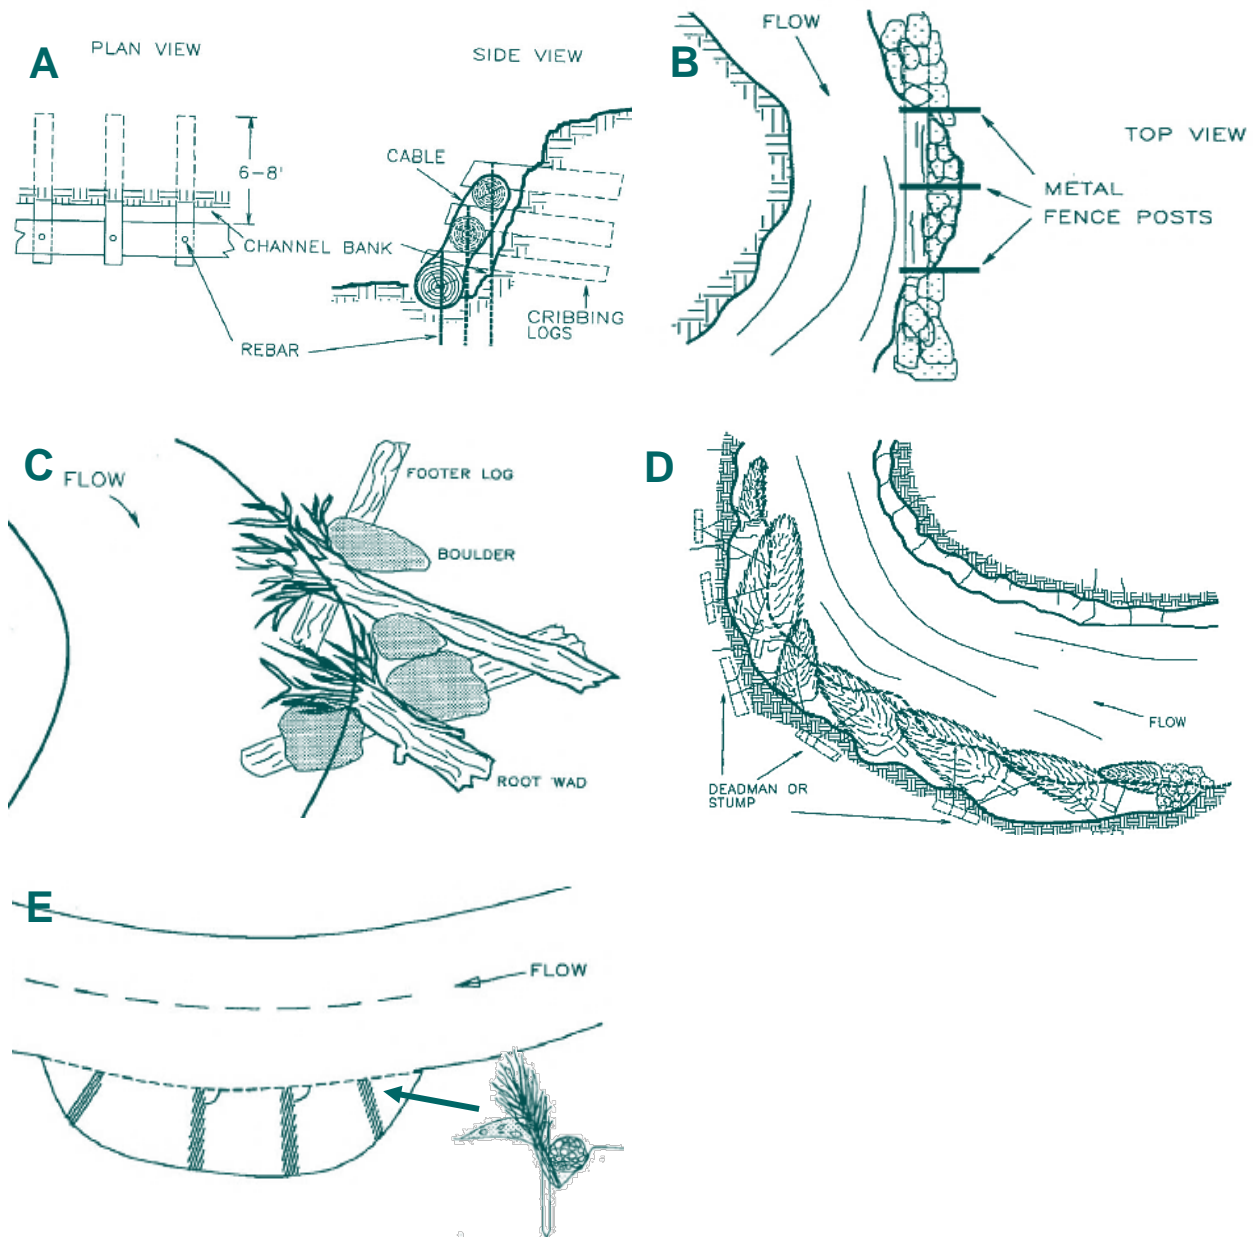 A
PLAN VIEW
SIDE VIEW
6-8'
CABLE
CHANNEL BANK
CRIBBING
LOGS
REBAR
B
FLOW
TOP VIEW
METAL
FENCE POSTS
C
FLOW
FOOTER LOG
BOULDER
ROOT WAD
D
FLOW
DEADMAN OR
STUMP
E
FLOW